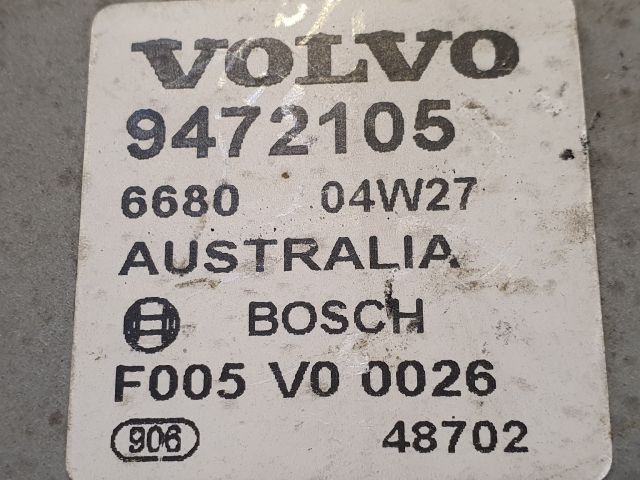 VOLVO
9472105
6680 04W27
AUSTRALIA
BOSCH
F005 V0 0026
906 48702